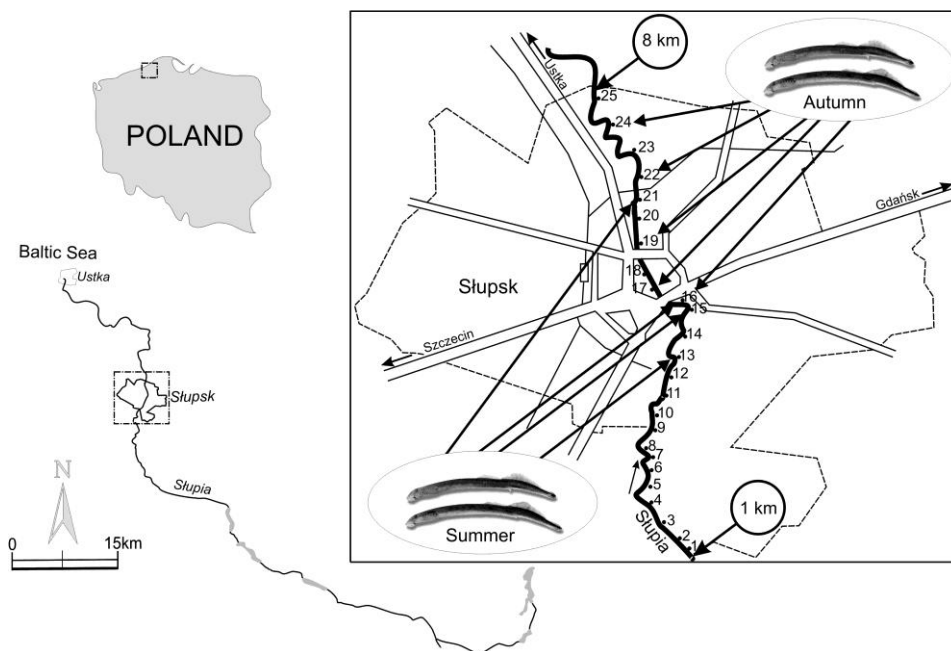 POLAND
Baltic Sea
Ustka
Słupsk
Słupia
N
0 15km
Ustka
8 km
Autumn
25
24
23
22
21
20
19
18
17
16
15
14
13
12
11
10
9
8
7
6
5
4
3
2
1
Gdańsk
Słupsk
Szczecin
Summer
Słupia
1 km